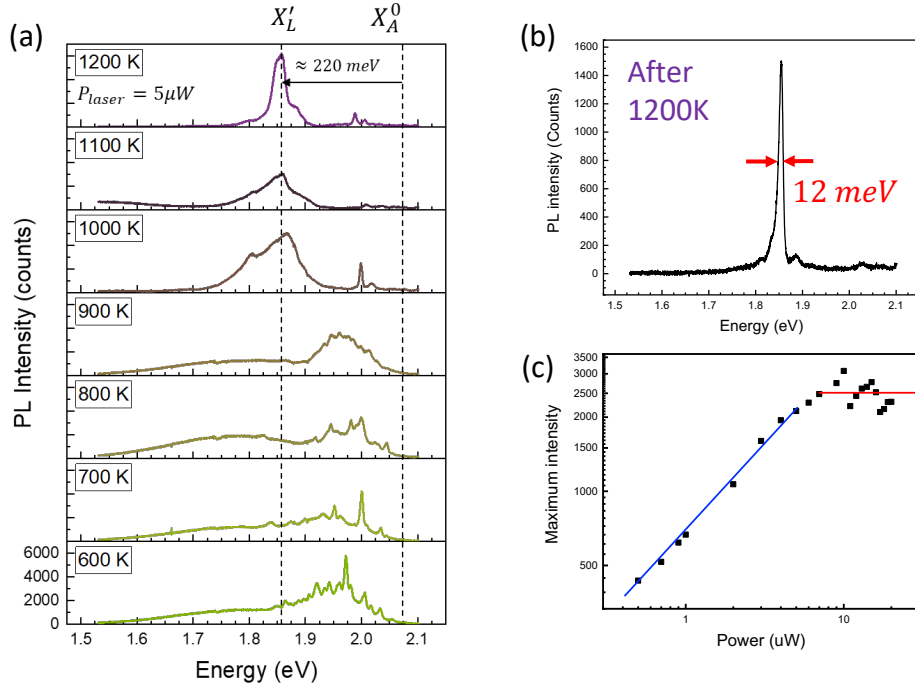 (a)
X′_L
X_A^0
1200 K
≈ 220 meV
P_laser = 5μW
1100 K
1000 K
900 K
800 K
700 K
600 K
6000
4000
2000
0
1.5 1.6 1.7 1.8 1.9 2.0 2.1
Energy (eV)
PL Intensity (counts)
(b)
After
1200K
12 meV
1600
1400
1200
1000
800
600
400
200
0
1.5 1.6 1.7 1.8 1.9 2.0 2.1
Energy (eV)
PL intensity (Counts)
(c)
3500
3000
2500
2000
1500
500
1 10
Power (uW)
Maximum intensity